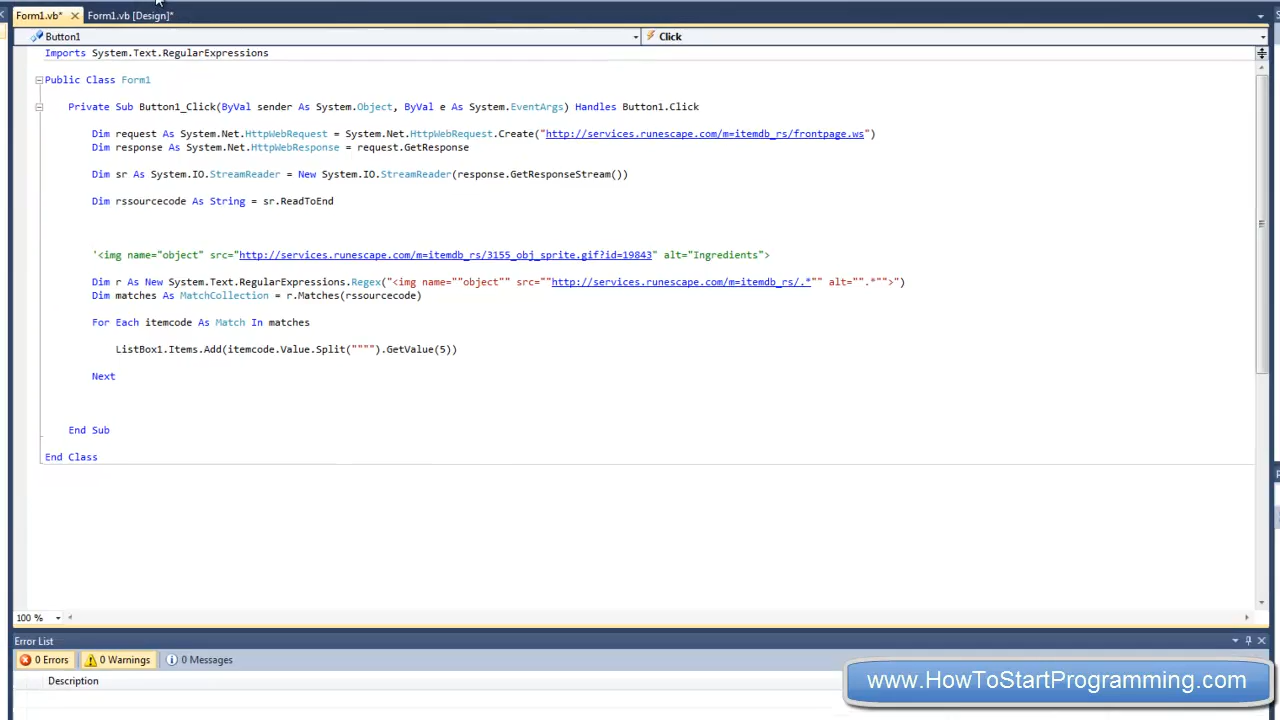 Form1.vb* Form1.vb [Design]*
Button1 Click
Imports System.Text.RegularExpressions
Public Class Form1
Private Sub Button1_Click(ByVal sender As System.Object, ByVal e As System.EventArgs) Handles Button1.Click
Dim request As System.Net.HttpWebRequest = System.Net.HttpWebRequest.Create("http://services.runescape.com/m=itemdb_rs/frontpage.ws")
Dim response As System.Net.HttpWebResponse = request.GetResponse
Dim sr As System.IO.StreamReader = New System.IO.StreamReader(response.GetResponseStream())
Dim rssourcecode As String = sr.ReadToEnd
'<img name="object" src="http://services.runescape.com/m=itemdb_rs/3155_obj_sprite.gif?id=19843" alt="Ingredients">
Dim r As New System.Text.RegularExpressions.Regex("<img name=""object"" src=""http://services.runescape.com/m=itemdb_rs/.*"" alt="".*"">")
Dim matches As MatchCollection = r.Matches(rssourcecode)
For Each itemcode As Match In matches
ListBox1.Items.Add(itemcode.Value.Split("""").GetValue(5))
Next
End Sub
End Class
100 %
Error List
0 Errors 0 Warnings 0 Messages
Description
www.HowToStartProgramming.com